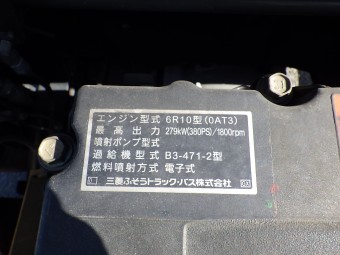 エンジン型式 6R10型(0AT3)
最高出力 279kW(380PS)/1800rpm
噴射ポンプ型式
過給機型式 B3-471-2型
燃料噴射方式 電子式
三菱ふそうトラック・バス株式会社